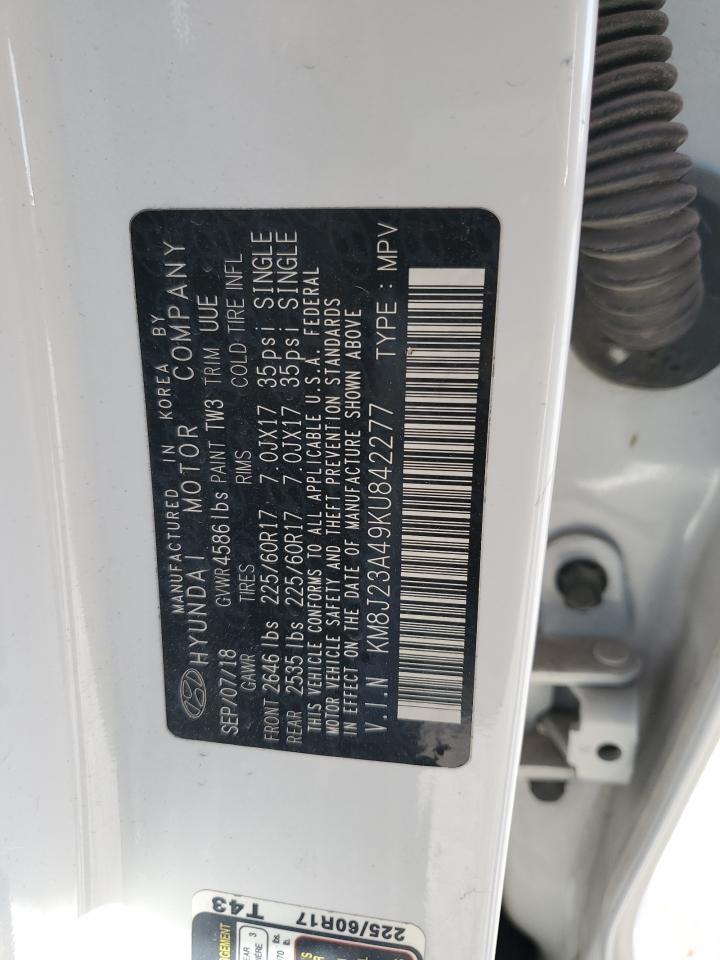 MANUFACTURED IN KOREA BY
HYUNDAI MOTOR COMPANY
SEP/07/18 GVWR 4586 lbs PAINT TW3 TRIM UUE
GAWR TIRES RIMS COLD TIRE INFL
FRONT 2646 lbs 225/60R17 7.0JX17 35psi SINGLE
REAR 2535 lbs 225/60R17 7.0JX17 35psi SINGLE
THIS VEHICLE CONFORMS TO ALL APPLICABLE U.S.A. FEDERAL
MOTOR VEHICLE SAFETY AND THEFT PREVENTION STANDARDS
IN EFFECT ON THE DATE OF MANUFACTURE SHOWN ABOVE
V.I.N KM8J23A49KU842277 TYPE : MPV
T43
225/60R17